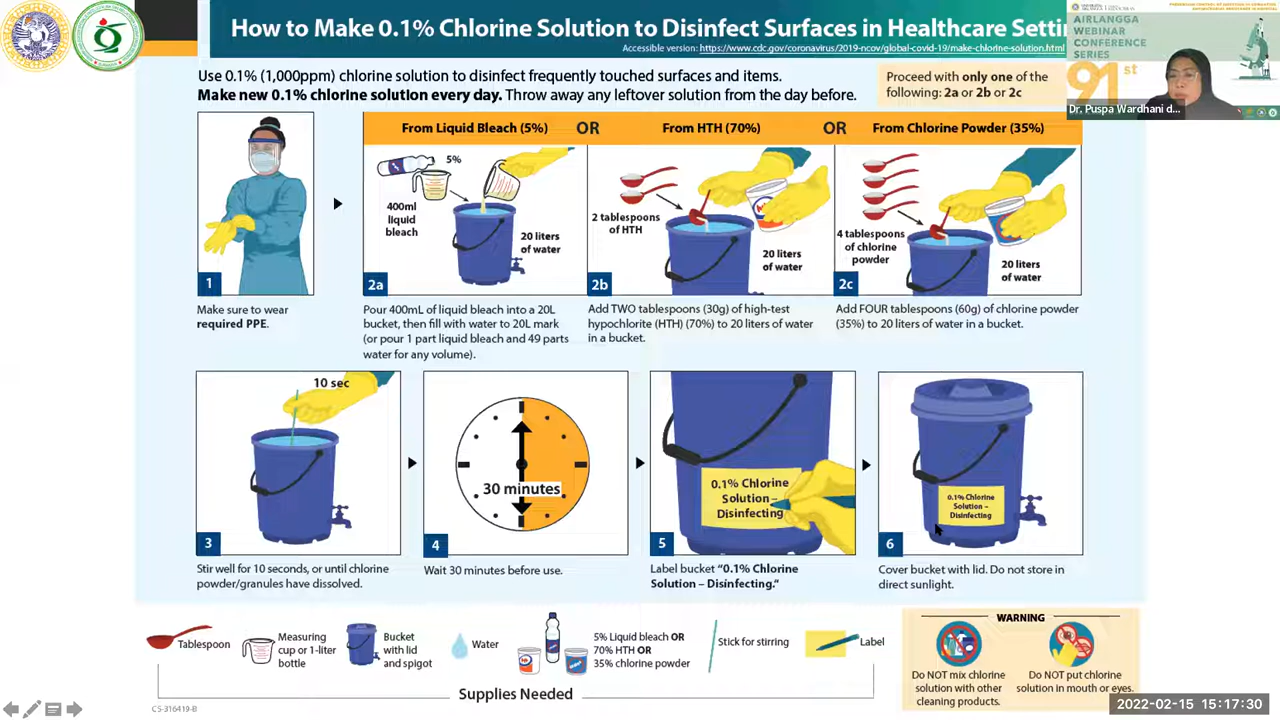 How to Make 0.1% Chlorine Solution to Disinfect Surfaces in Healthcare Setti
Accessible version: https://www.cdc.gov/coronavirus/2019-ncov/global-covid-19/make-chlorine-solution.html
AIRLANGGA
WEBINAR
CONFERENCE
SERIES
91st
Dr. Puspa Wardhani d...
Use 0.1% (1,000ppm) chlorine solution to disinfect frequently touched surfaces and items.
Make new 0.1% chlorine solution every day. Throw away any leftover solution from the day before.
Proceed with only one of the
following: 2a or 2b or 2c
From Liquid Bleach (5%) OR From HTH (70%) OR From Chlorine Powder (35%)
5%
400ml
liquid
bleach
20 liters
of water
2 tablespoons
of HTH
20 liters
of water
4 tablespoons
of chlorine
powder
20 liters
of water
1
2a
2b
2c
Make sure to wear
required PPE.
Pour 400mL of liquid bleach into a 20L
bucket, then fill with water to 20L mark
(or pour 1 part liquid bleach and 49 parts
water for any volume).
Add TWO tablespoons (30g) of high-test
hypochlorite (HTH) (70%) to 20 liters of water
in a bucket.
Add FOUR tablespoons (60g) of chlorine powder
(35%) to 20 liters of water in a bucket.
10 sec
30 minutes
0.1% Chlorine
Solution –
Disinfecting
0.1% Chlorine
Solution –
Disinfecting
3
4
5
6
Stir well for 10 seconds, or until chlorine
powder/granules have dissolved.
Wait 30 minutes before use.
Label bucket “0.1% Chlorine
Solution – Disinfecting.”
Cover bucket with lid. Do not store in
direct sunlight.
Tablespoon
Measuring
cup or 1-liter
bottle
Bucket
with lid
and spigot
Water
5% Liquid bleach OR
70% HTH OR
35% chlorine powder
Stick for stirring
Label
Supplies Needed
WARNING
Do NOT mix chlorine
solution with other
cleaning products.
Do NOT put chlorine
solution in mouth or eyes.
CS-316419-B
2022-02-15 15:17:30